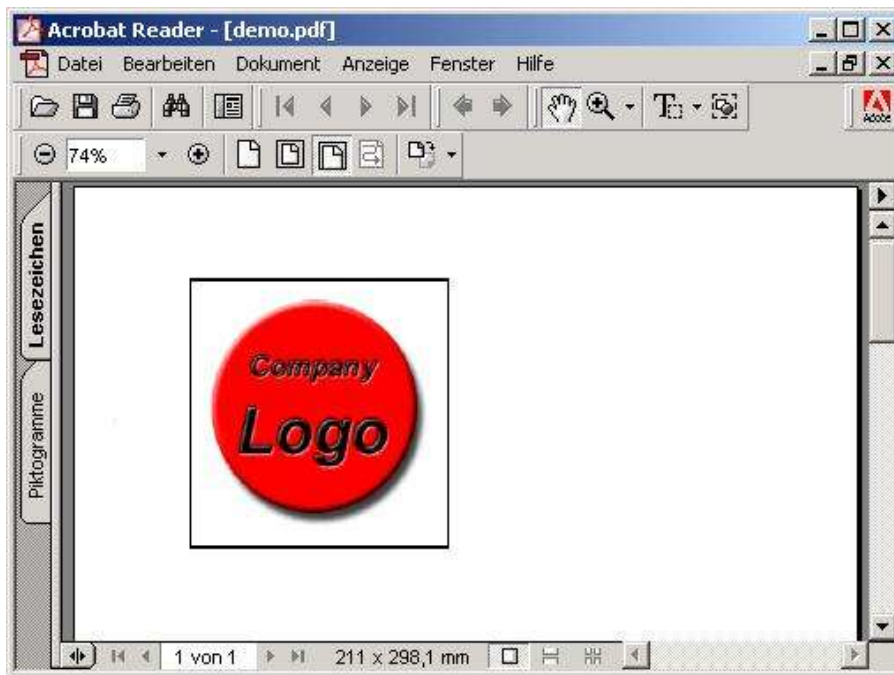 Acrobat Reader - [demo.pdf]
Datei Bearbeiten Dokument Anzeige Fenster Hilfe
Adobe
74%
Lesezeichen
Piktogramme
Company
Logo
1 von 1 211 x 298,1 mm